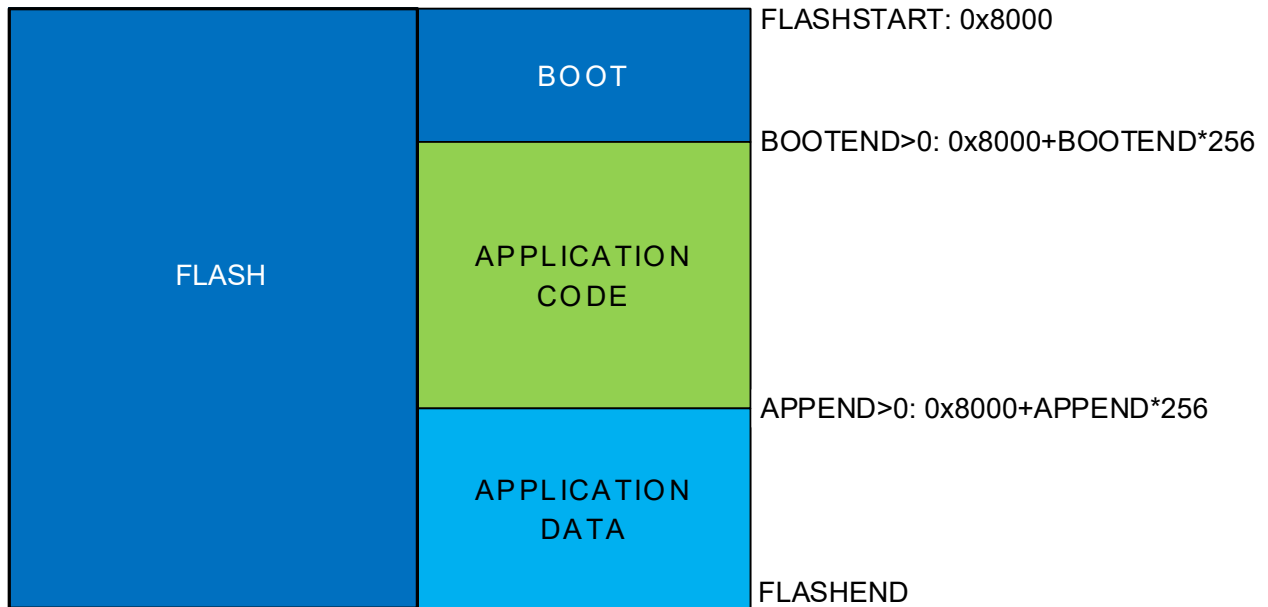 FLASHSTART: 0x8000
BOOT
BOOTEND>0: 0x8000+BOOTEND*256
FLASH
APPLICATION
CODE
APPEND>0: 0x8000+APPEND*256
APPLICATION
DATA
FLASHEND